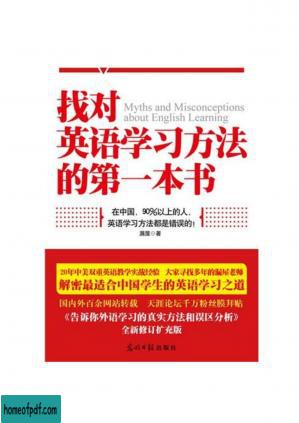 找对
Myths and Misconceptions
about English Learning
英语学习方法
的第一本书
在中国，90%以上的人，
英语学习方法都是错误的！
漏屋◎著
20年中美双重英语教学实战经验 大家寻找多年的漏屋老师
解密最适合中国学生的英语学习之道
国内外百余网站转载 天涯论坛千万粉丝膜拜贴
《告诉你外语学习的真实方法和误区分析》
全新修订扩充版
光明日报出版社
homeofpdf.com